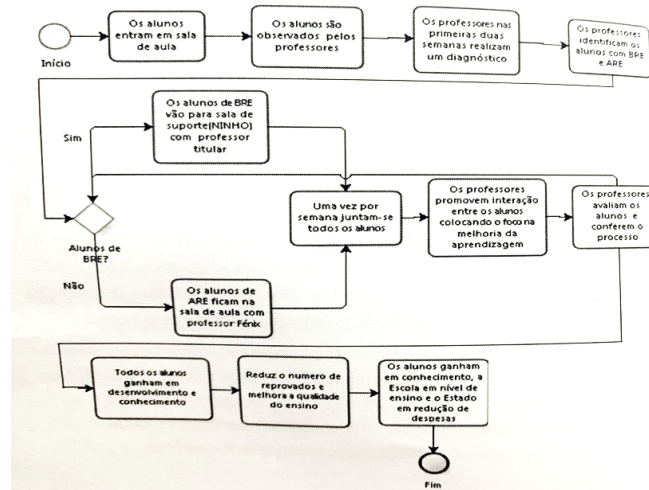 Início
Os alunos
entram em sala
de aula
Os alunos são
observados pelos
professores
Os professores nas
primeiras duas
semanas realizam
um diagnóstico
Os professores
identificam os
alunos com BRE
e ARE
Sim
Os alunos de BRE
vão para sala de
suporte(NINHO)
com professor
titular
Alunos de
BRE?
Não
Os alunos de
ARE ficam na
sala de aula com
professor Fénix
Uma vez por
semana juntam-se
todos os alunos
Os professores
promovem interação
entre os alunos
colocando o foco na
melhoria da
aprendizagem
Os professores
avaliam os
alunos e
conferem o
processo
Todos os alunos
ganham em
desenvolvimento e
conhecimento
Reduz o numero de
reprovados e
melhora a qualidade
do ensino
Os alunos ganham
em conhecimento, a
Escola em nível de
ensino e o Estado
em redução de
despesas
Fim